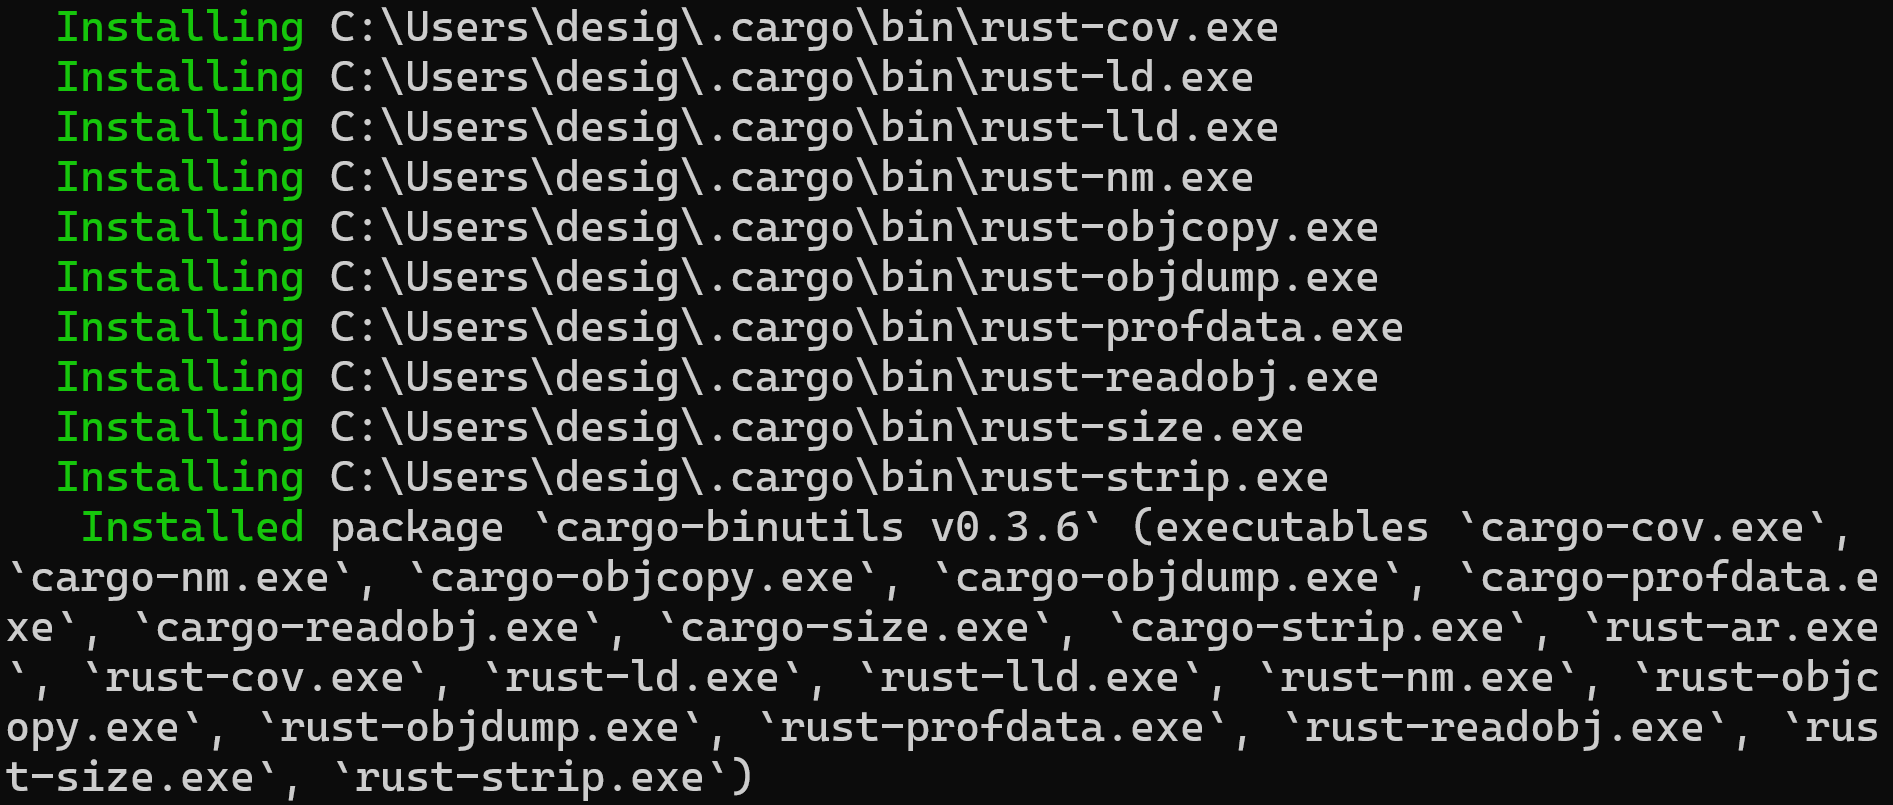 Installing C:\Users\desig\.cargo\bin\rust-cov.exe
Installing C:\Users\desig\.cargo\bin\rust-ld.exe
Installing C:\Users\desig\.cargo\bin\rust-lld.exe
Installing C:\Users\desig\.cargo\bin\rust-nm.exe
Installing C:\Users\desig\.cargo\bin\rust-objcopy.exe
Installing C:\Users\desig\.cargo\bin\rust-objdump.exe
Installing C:\Users\desig\.cargo\bin\rust-profdata.exe
Installing C:\Users\desig\.cargo\bin\rust-readobj.exe
Installing C:\Users\desig\.cargo\bin\rust-size.exe
Installing C:\Users\desig\.cargo\bin\rust-strip.exe
Installed package `cargo-binutils v0.3.6` (executables `cargo-cov.exe`,
`cargo-nm.exe`, `cargo-objcopy.exe`, `cargo-objdump.exe`, `cargo-profdata.e
xe`, `cargo-readobj.exe`, `cargo-size.exe`, `cargo-strip.exe`, `rust-ar.exe
`, `rust-cov.exe`, `rust-ld.exe`, `rust-lld.exe`, `rust-nm.exe`, `rust-objc
opy.exe`, `rust-objdump.exe`, `rust-profdata.exe`, `rust-readobj.exe`, `rus
t-size.exe`, `rust-strip.exe`)